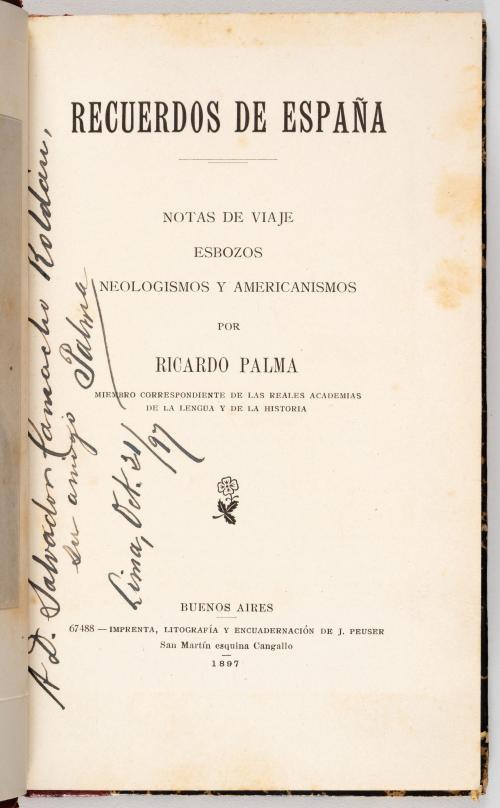 RECUERDOS DE ESPAÑA
NOTAS DE VIAJE
ESBOZOS
NEOLOGISMOS Y AMERICANISMOS
POR
RICARDO PALMA
MIEMBRO CORRESPONDIENTE DE LAS REALES ACADEMIAS
DE LA LENGUA Y DE LA HISTORIA
BUENOS AIRES
67488 — IMPRENTA, LITOGRAFÍA Y ENCUADERNACIÓN DE J. PEUSER
San Martín esquina Cangallo
1897
A D. Salvador Camacho Roldán,
su amigo Palma
Lima, Oct. 31/97